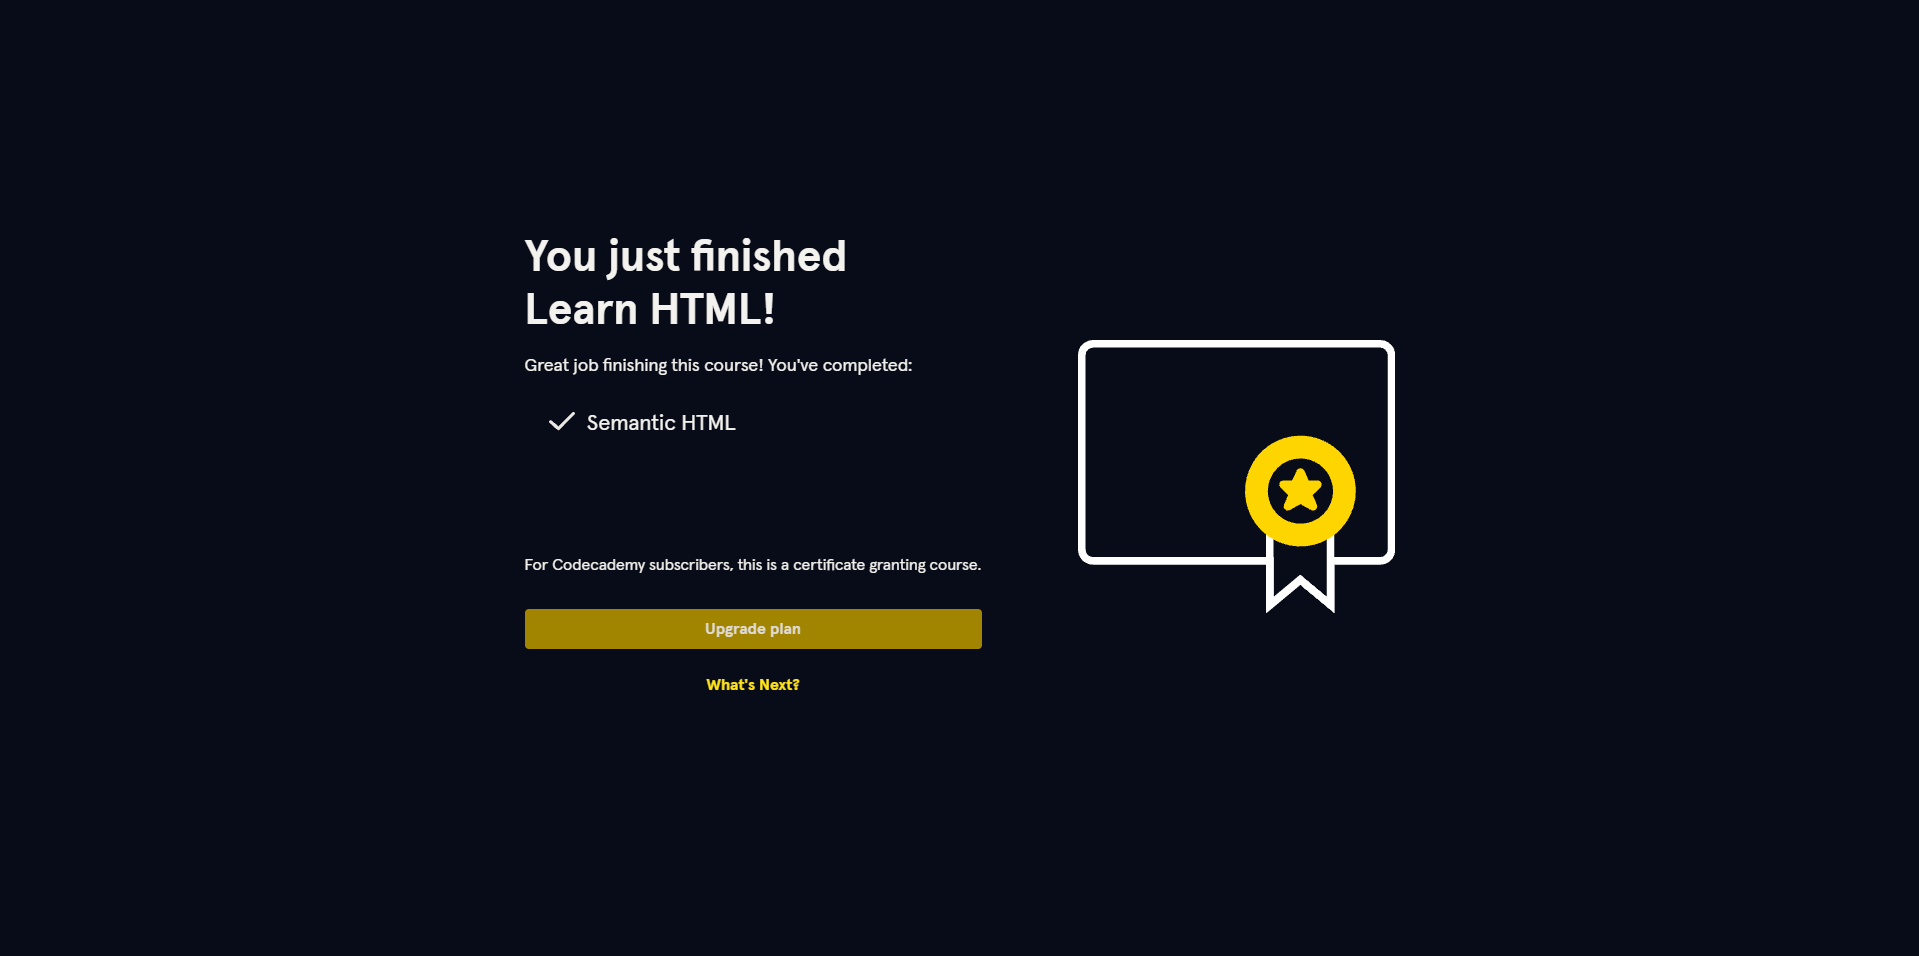 You just finished
Learn HTML!
Great job finishing this course! You've completed:
Semantic HTML
For Codecademy subscribers, this is a certificate granting course.
Upgrade plan
What's Next?